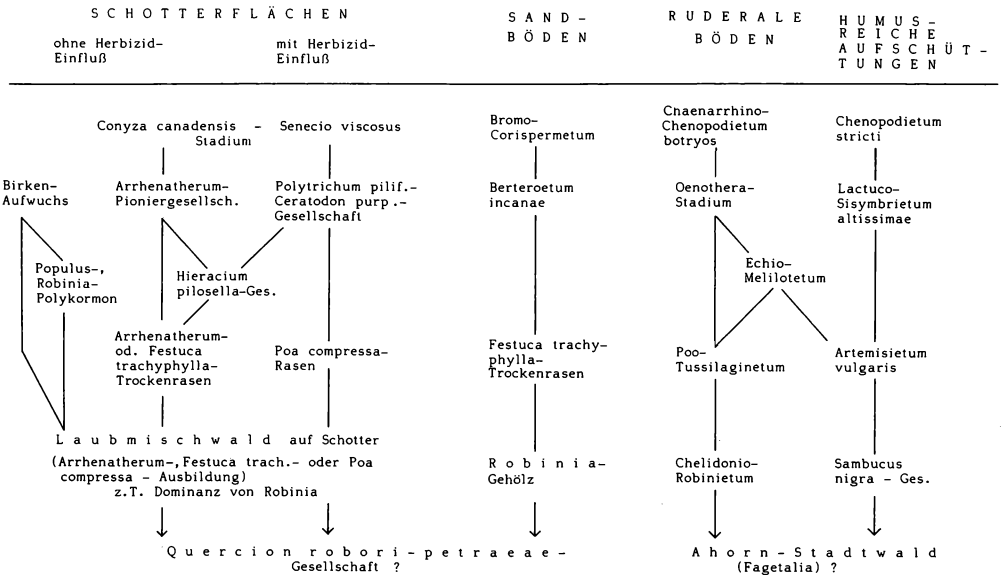 SCHOTTERFLÄCHEN
ohne Herbizid-
Einfluß
mit Herbizid-
Einfluß
SAND-
BÖDEN
RUDERALE
BÖDEN
HUMUS-
REICHE
AUFSCHÜT-
TUNGEN
Conyza canadensis - Senecio viscosus
Stadium
Bromo-
Corispermetum
Chaenarrhino-
Chenopodietum
botryos
Chenopodietum
stricti
Birken-
Aufwuchs
Arrhenatherum-
Pioniergesellsch.
Polytrichum pilif.-
Ceratodon purp.-
Gesellschaft
Berteroetum
incanae
Oenothera-
Stadium
Lactuco-
Sisymbrietum
altissimae
Populus-,
Robinia-
Polykormon
Hieracium
pilosella-Ges.
Echio-
Melilotetum
Arrhenatherum-
od. Festuca
trachyphylla-
Trockenrasen
Poa compressa-
Rasen
Festuca trachy-
phylla-
Trockenrasen
Poo-
Tussilaginetum
Artemisietum
vulgaris
Laubmischwald auf Schotter
(Arrhenatherum-, Festuca trach.- oder Poa
compressa - Ausbildung)
z.T. Dominanz von Robinia
Robinia-
Gehölz
Chelidonio-
Robinietum
Sambucus
nigra - Ges.
Quercion robori-petraeae-
Gesellschaft ?
Ahorn-Stadtwald
(Fagetalia) ?